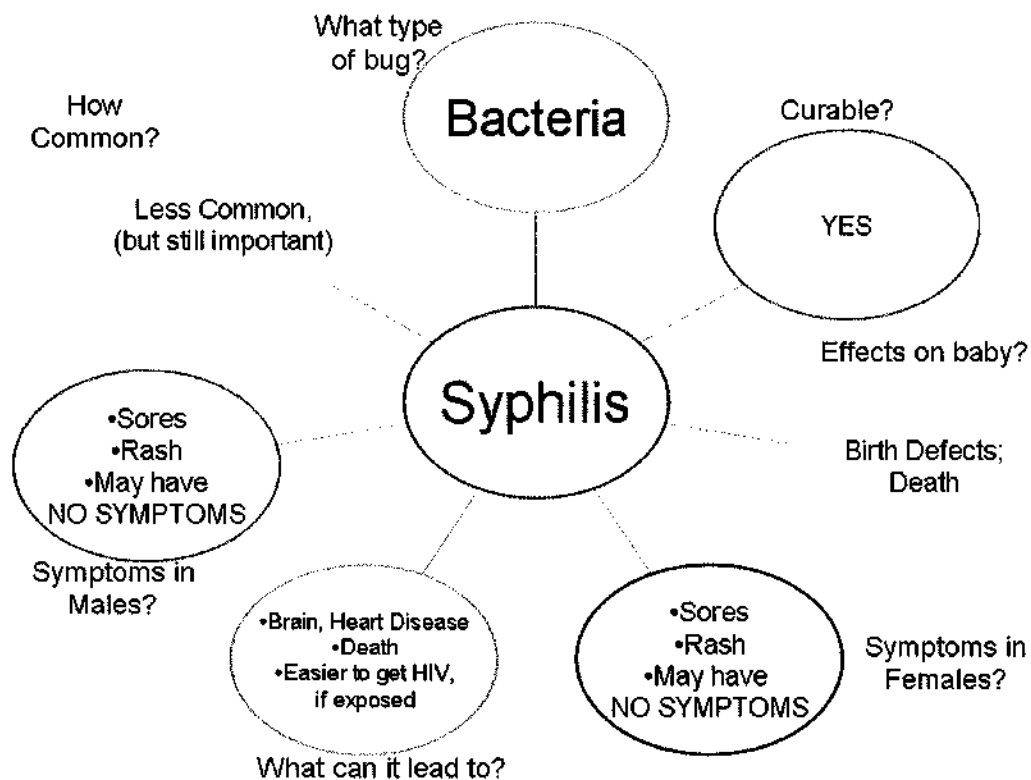 What type
of bug?
Bacteria
How
Common?
Less Common,
(but still important)
Curable?
YES
Syphilis
Effects on baby?
Birth Defects;
Death
•Sores
•Rash
•May have
NO SYMPTOMS
Symptoms in
Males?
•Brain, Heart Disease
•Death
•Easier to get HIV,
if exposed
What can it lead to?
•Sores
•Rash
•May have
NO SYMPTOMS
Symptoms in
Females?